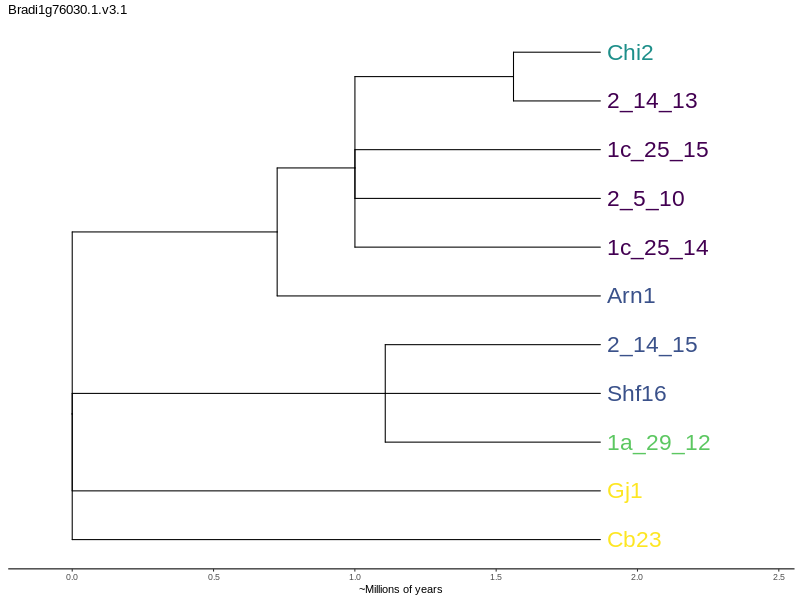 Bradi1g76030.1.v3.1
Chi2
2_14_13
1c_25_15
2_5_10
1c_25_14
Arn1
2_14_15
Shf16
1a_29_12
Gj1
Cb23
0.0 0.5 1.0 1.5 2.0 2.5
~Millions of years